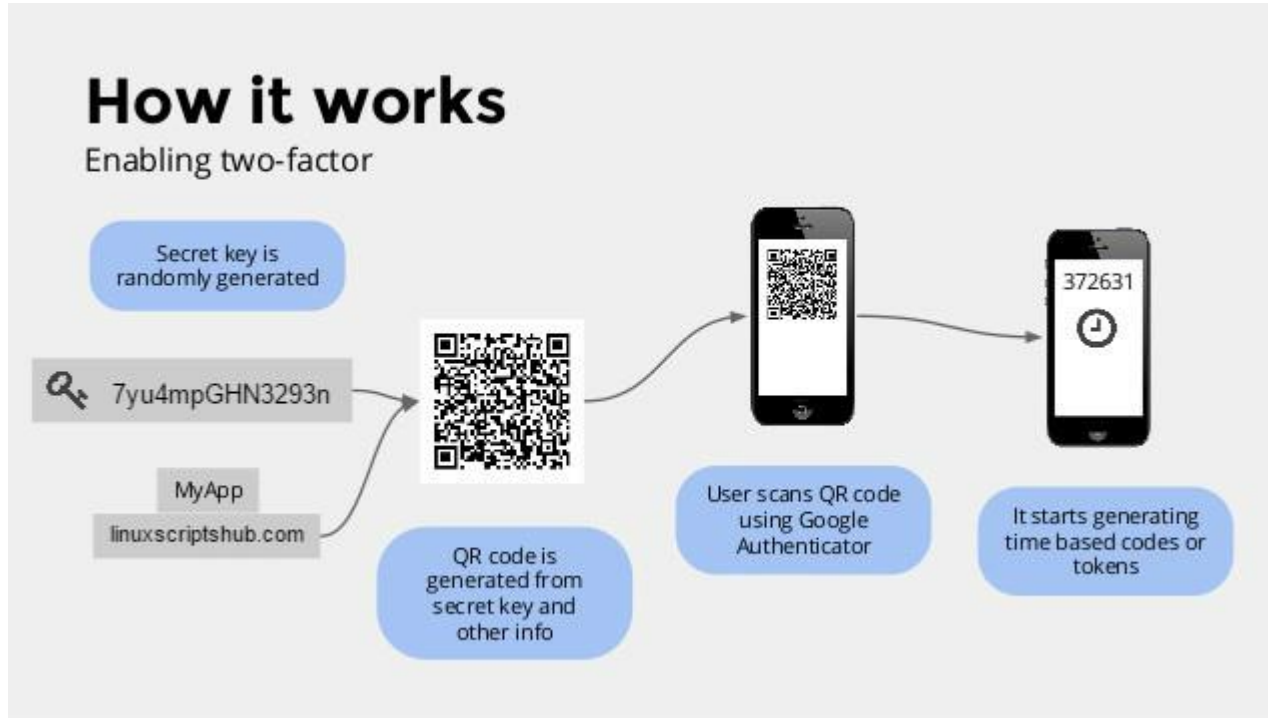 How it works
Enabling two-factor
Secret key is
randomly generated
7yu4mpGHN3293n
MyApp
linuxscriptshub.com
QR code is
generated from
secret key and
other info
User scans QR code
using Google
Authenticator
372631
It starts generating
time based codes or
tokens